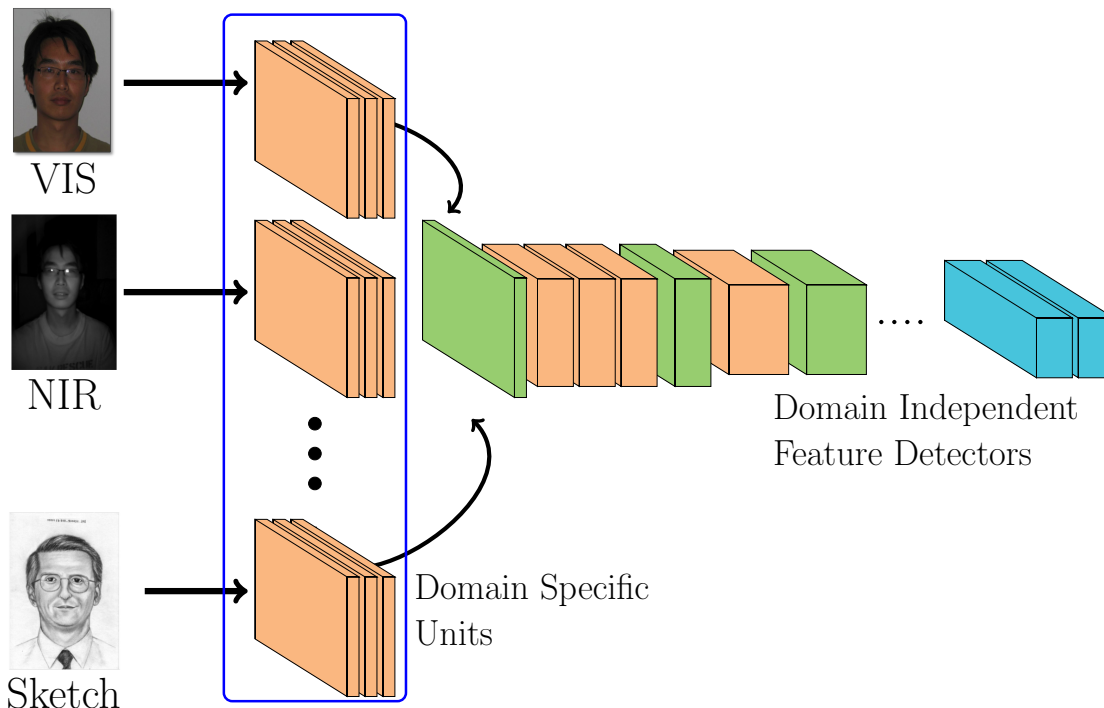 VIS
NIR
Sketch
Domain Specific
Units
Domain Independent
Feature Detectors